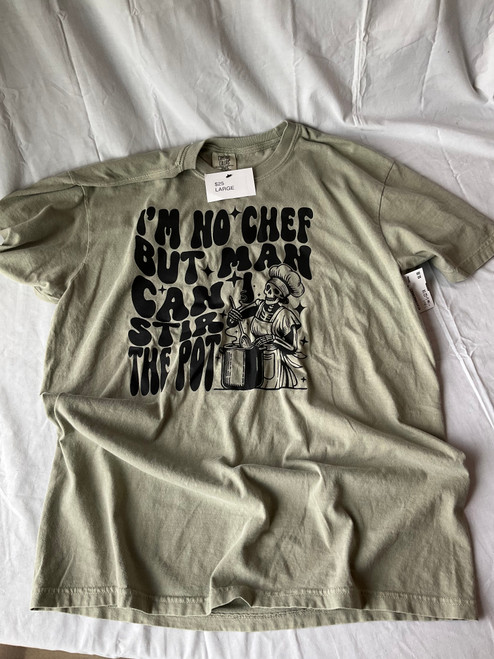 $25
LARGE
I'M NO CHEF
BUT MAN
CAN
STIR
THE POT